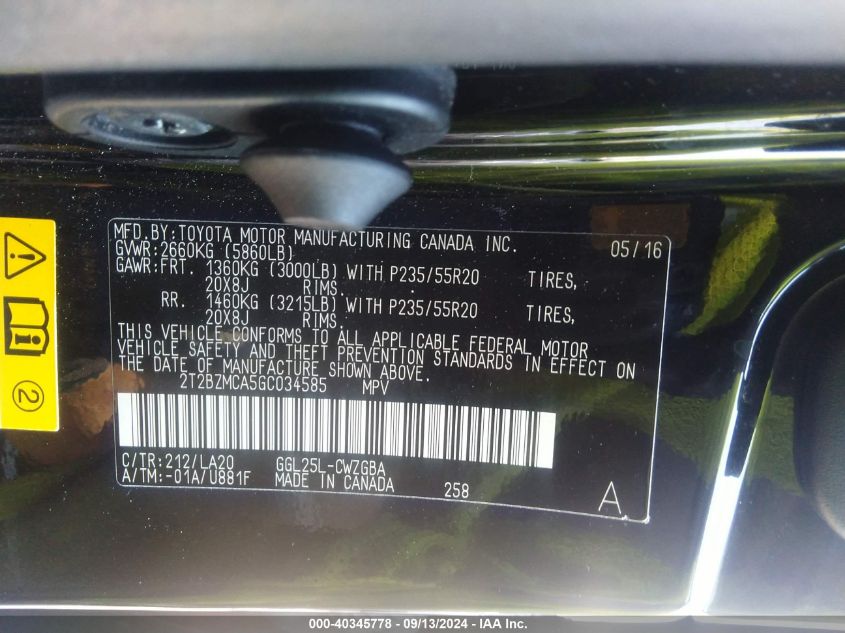 MFD.BY:TOYOTA MOTOR MANUFACTURING CANADA INC. 05/16
GVWR:2660KG (5860LB)
GAWR:FRT. 1360KG (3000LB) WITH P235/55R20 TIRES,
20X8J RIMS.
RR. 1460KG (3215LB) WITH P235/55R20 TIRES,
20X8J RIMS.
THIS VEHICLE CONFORMS TO ALL APPLICABLE FEDERAL MOTOR
VEHICLE SAFETY AND THEFT PREVENTION STANDARDS IN EFFECT ON
THE DATE OF MANUFACTURE SHOWN ABOVE.
2T2BZMCA5GC034585 MPV
C/TR:212/LA20 GGL25L-CWZGBA
A/TM:-01A/U881F MADE IN CANADA 258 A
2
000-40345778 - 09/13/2024 - IAA Inc.